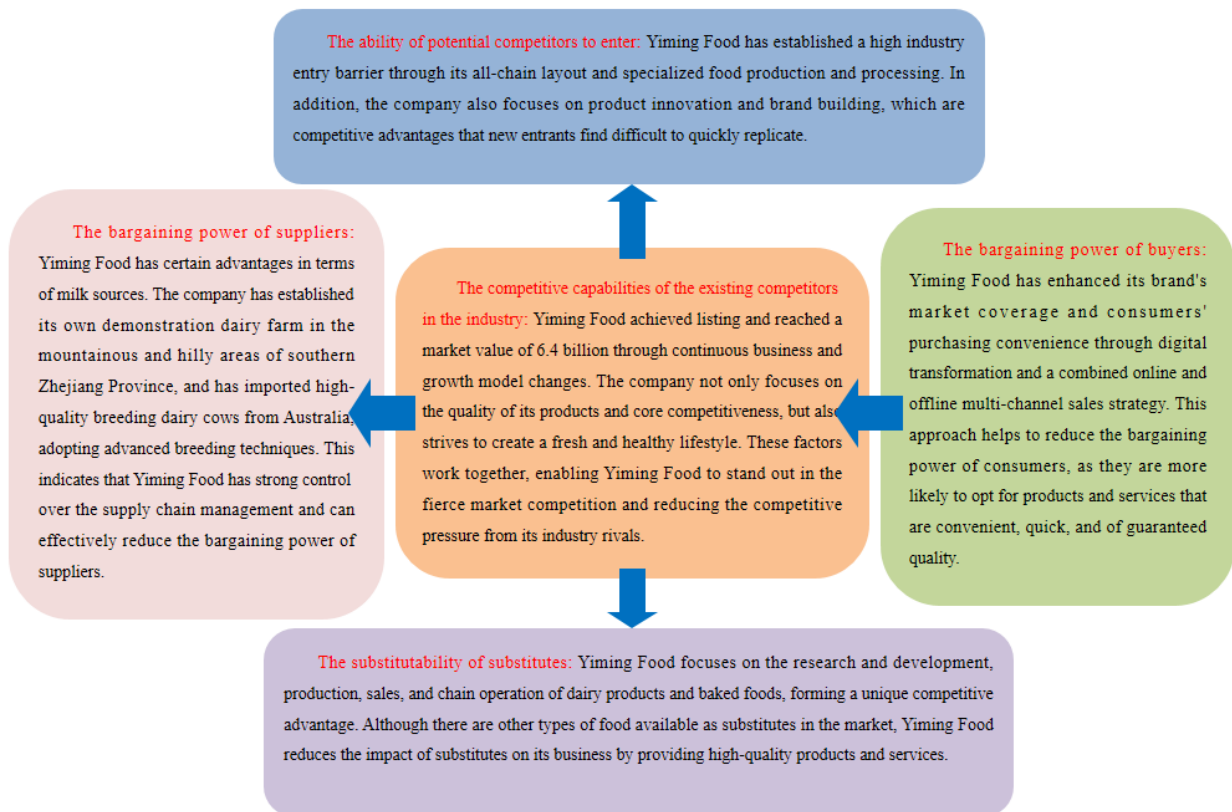 The ability of potential competitors to enter: Yiming Food has established a high industry
entry barrier through its all-chain layout and specialized food production and processing. In
addition, the company also focuses on product innovation and brand building, which are
competitive advantages that new entrants find difficult to quickly replicate.
The bargaining power of suppliers:
Yiming Food has certain advantages in terms
of milk sources. The company has established
its own demonstration dairy farm in the
mountainous and hilly areas of southern
Zhejiang Province, and has imported high-
quality breeding dairy cows from Australia,
adopting advanced breeding techniques. This
indicates that Yiming Food has strong control
over the supply chain management and can
effectively reduce the bargaining power of
suppliers.
The competitive capabilities of the existing competitors
in the industry: Yiming Food achieved listing and reached a
market value of 6.4 billion through continuous business and
growth model changes. The company not only focuses on
the quality of its products and core competitiveness, but also
strives to create a fresh and healthy lifestyle. These factors
work together, enabling Yiming Food to stand out in the
fierce market competition and reducing the competitive
pressure from its industry rivals.
The bargaining power of buyers:
Yiming Food has enhanced its brand's
market coverage and consumers'
purchasing convenience through digital
transformation and a combined online and
offline multi-channel sales strategy. This
approach helps to reduce the bargaining
power of consumers, as they are more
likely to opt for products and services that
are convenient, quick, and of guaranteed
quality.
The substitutability of substitutes: Yiming Food focuses on the research and development,
production, sales, and chain operation of dairy products and baked foods, forming a unique competitive
advantage. Although there are other types of food available as substitutes in the market, Yiming Food
reduces the impact of substitutes on its business by providing high-quality products and services.